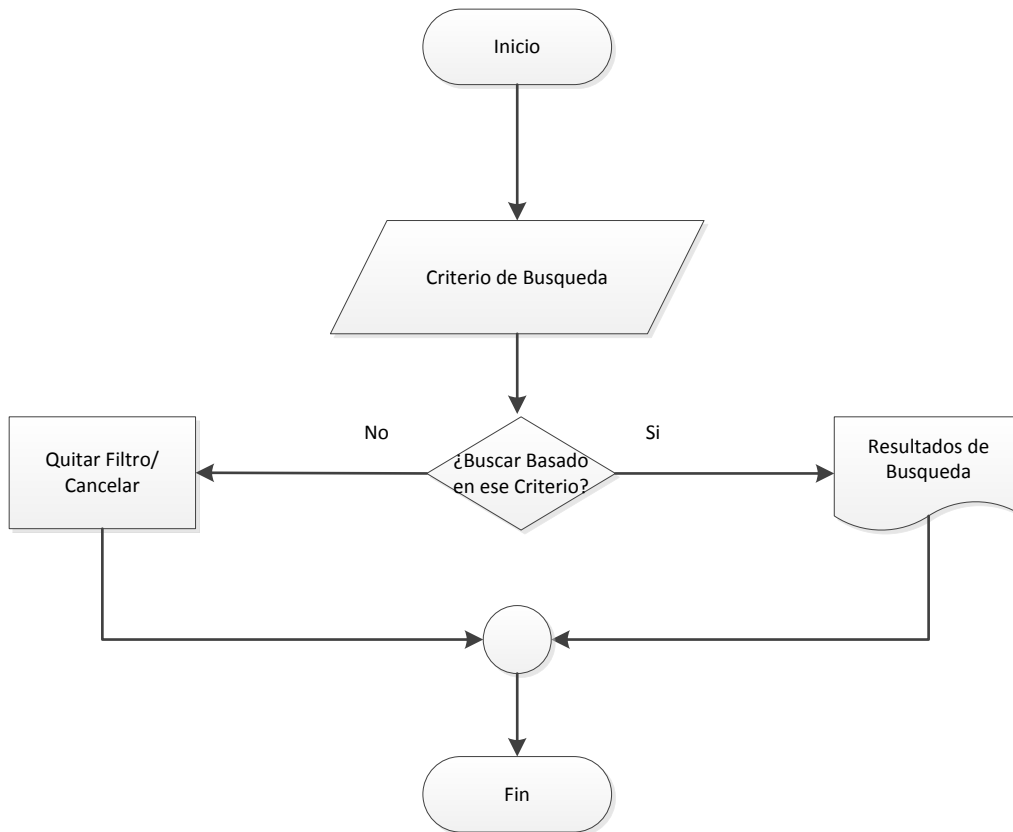 Inicio
Criterio de Busqueda
No
Si
Quitar Filtro/
Cancelar
¿Buscar Basado
en ese Criterio?
Resultados de
Busqueda
Fin